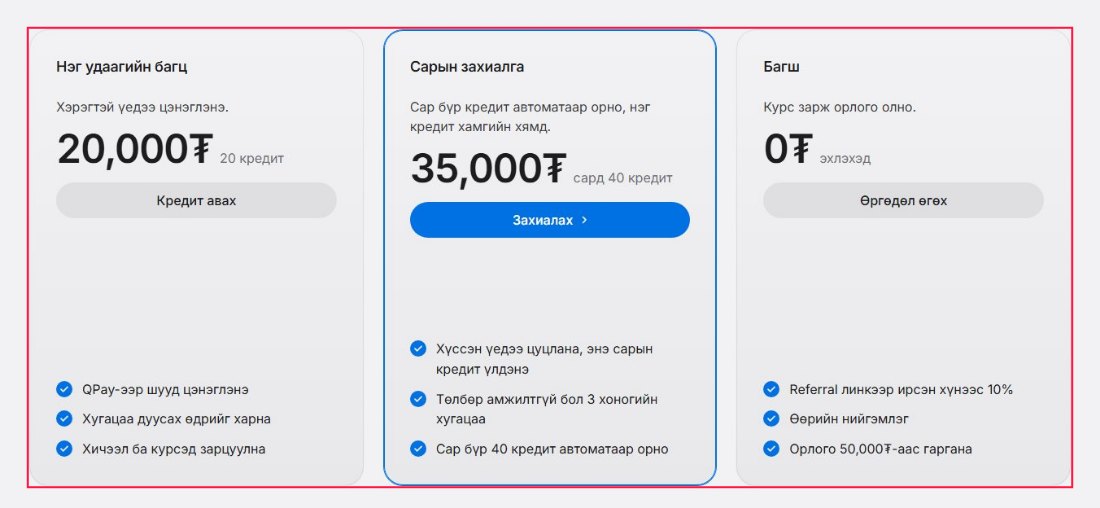 Нэг удаагийн багц
Хэрэгтэй үедээ цэнэглэнэ.
20,000₮ 20 кредит
Кредит авах
QPay-ээр шууд цэнэглэнэ
Хугацаа дуусах өдрийг харна
Хичээл ба курсэд зарцуулна
Сарын захиалга
Сар бүр кредит автоматаар орно, нэг
кредит хамгийн хямд.
35,000₮ сард 40 кредит
Захиалах >
Хүссэн үедээ цуцлана, энэ сарын
кредит үлдэнэ
Төлбөр амжилтгүй бол 3 хоногийн
хугацаа
Сар бүр 40 кредит автоматаар орно
Багш
Курс зарж орлого олно.
0₮ эхлэхэд
Өргөдөл өгөх
Referral линкээр ирсэн хүнээс 10%
Өөрийн нийгэмлэг
Орлого 50,000₮-аас гаргана